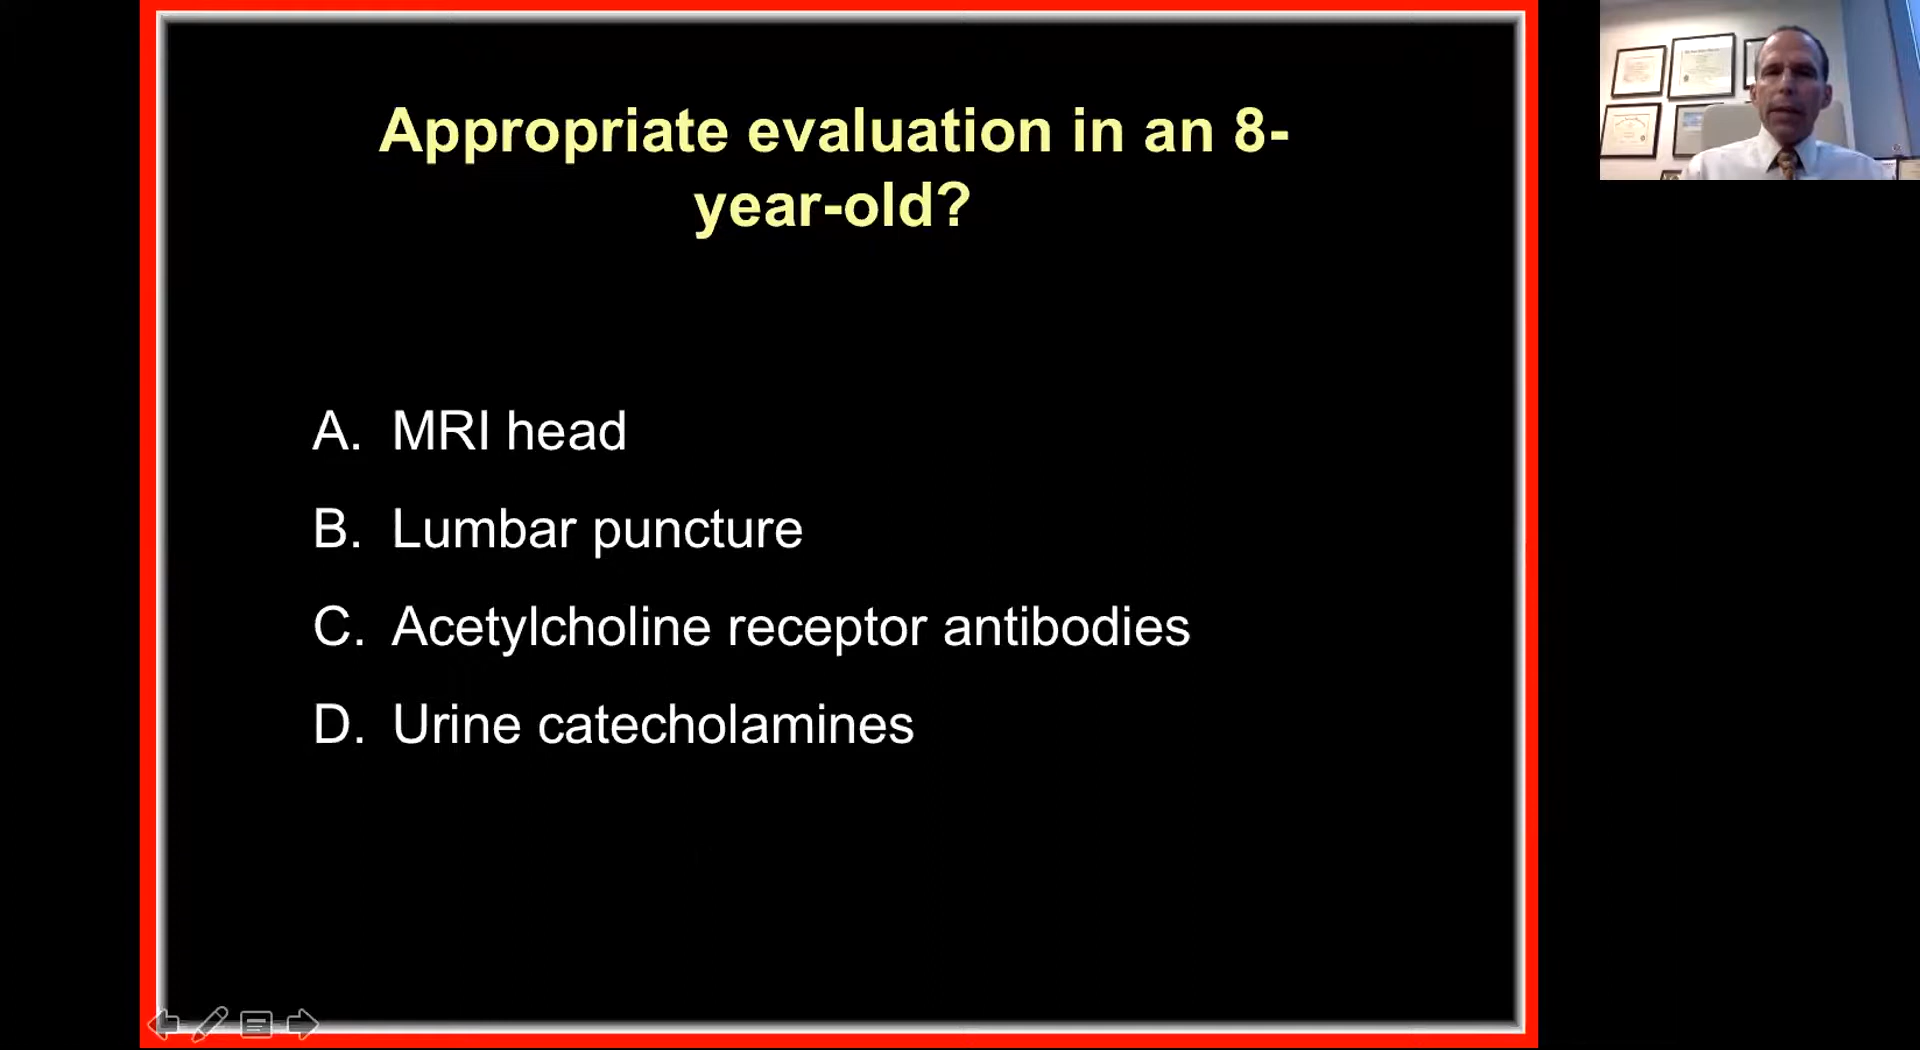 Appropriate evaluation in an 8-
year-old?
A. MRI head
B. Lumbar puncture
C. Acetylcholine receptor antibodies
D. Urine catecholamines